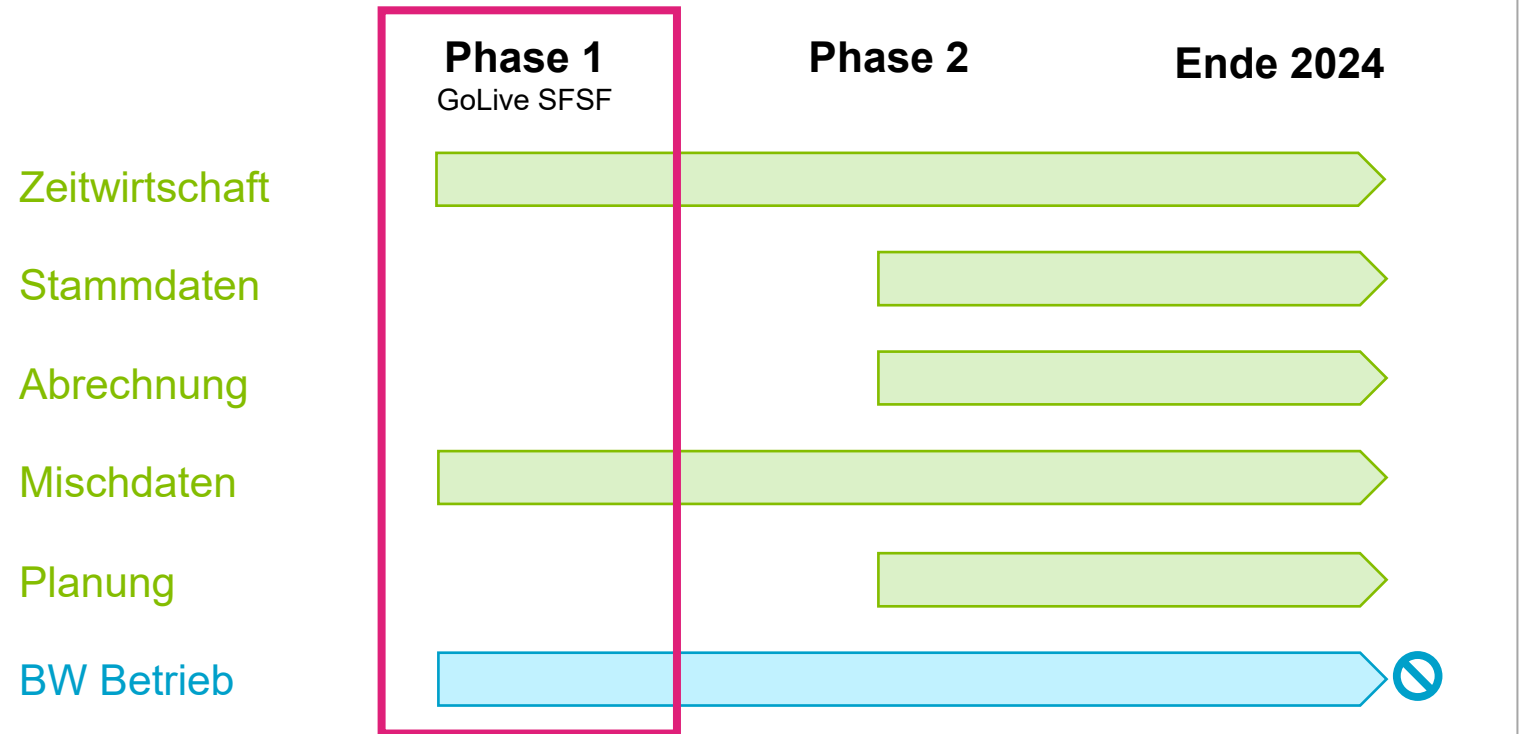 Phase 1
GoLive SFSF
Phase 2
Ende 2024
Zeitwirtschaft
Stammdaten
Abrechnung
Mischdaten
Planung
BW Betrieb